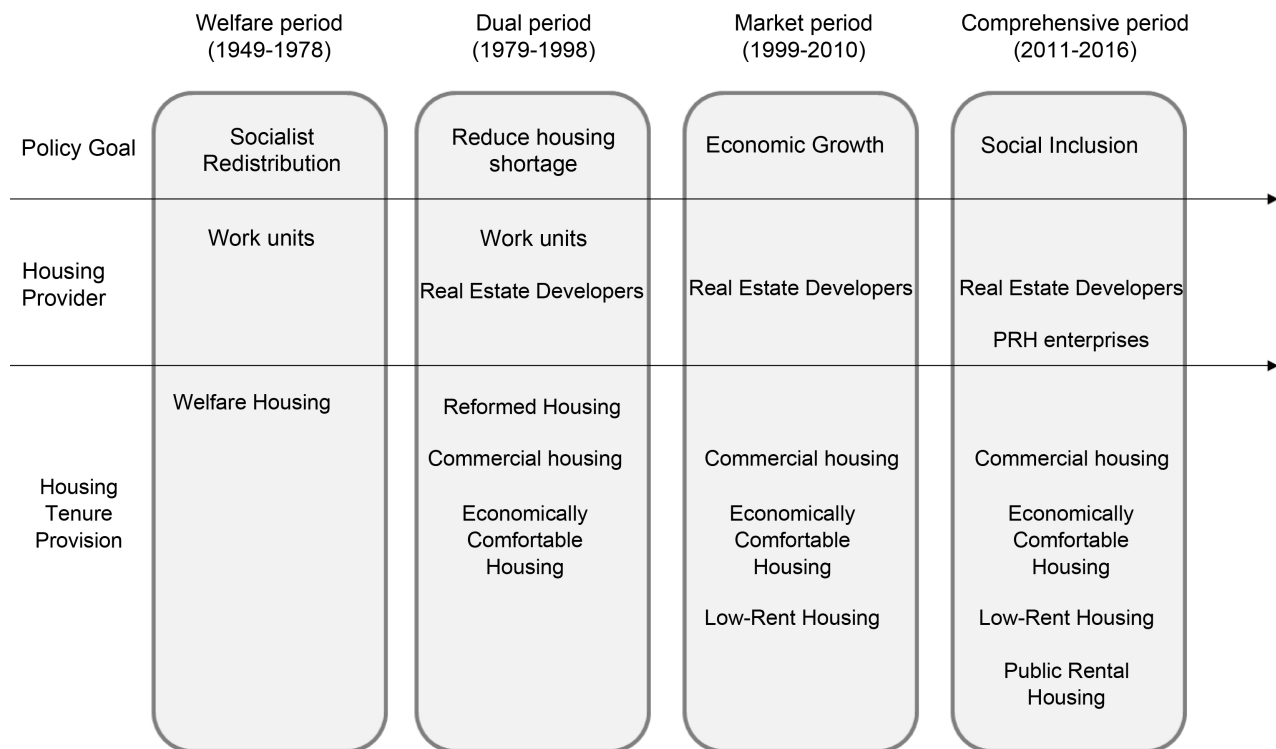 Welfare period
(1949-1978)
Dual period
(1979-1998)
Market period
(1999-2010)
Comprehensive period
(2011-2016)
Policy Goal
Socialist
Redistribution
Reduce housing
shortage
Economic Growth
Social Inclusion
Housing
Provider
Work units
Work units
Real Estate Developers
Real Estate Developers
Real Estate Developers
PRH enterprises
Housing
Tenure
Provision
Welfare Housing
Reformed Housing
Commercial housing
Economically
Comfortable
Housing
Commercial housing
Economically
Comfortable
Housing
Low-Rent Housing
Commercial housing
Economically
Comfortable
Housing
Low-Rent Housing
Public Rental
Housing